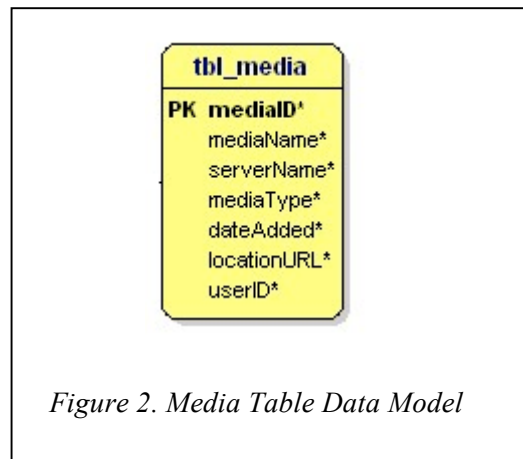 tbl_media
PK mediaID*
mediaName*
serverName*
mediaType*
dateAdded*
locationURL*
userID*
Figure 2. Media Table Data Model